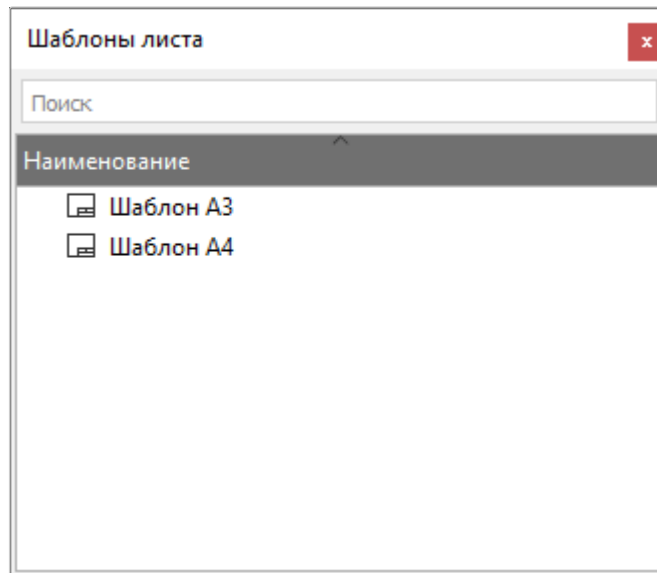 Шаблоны листа
x
Поиск
Наименование
Шаблон А3
Шаблон А4